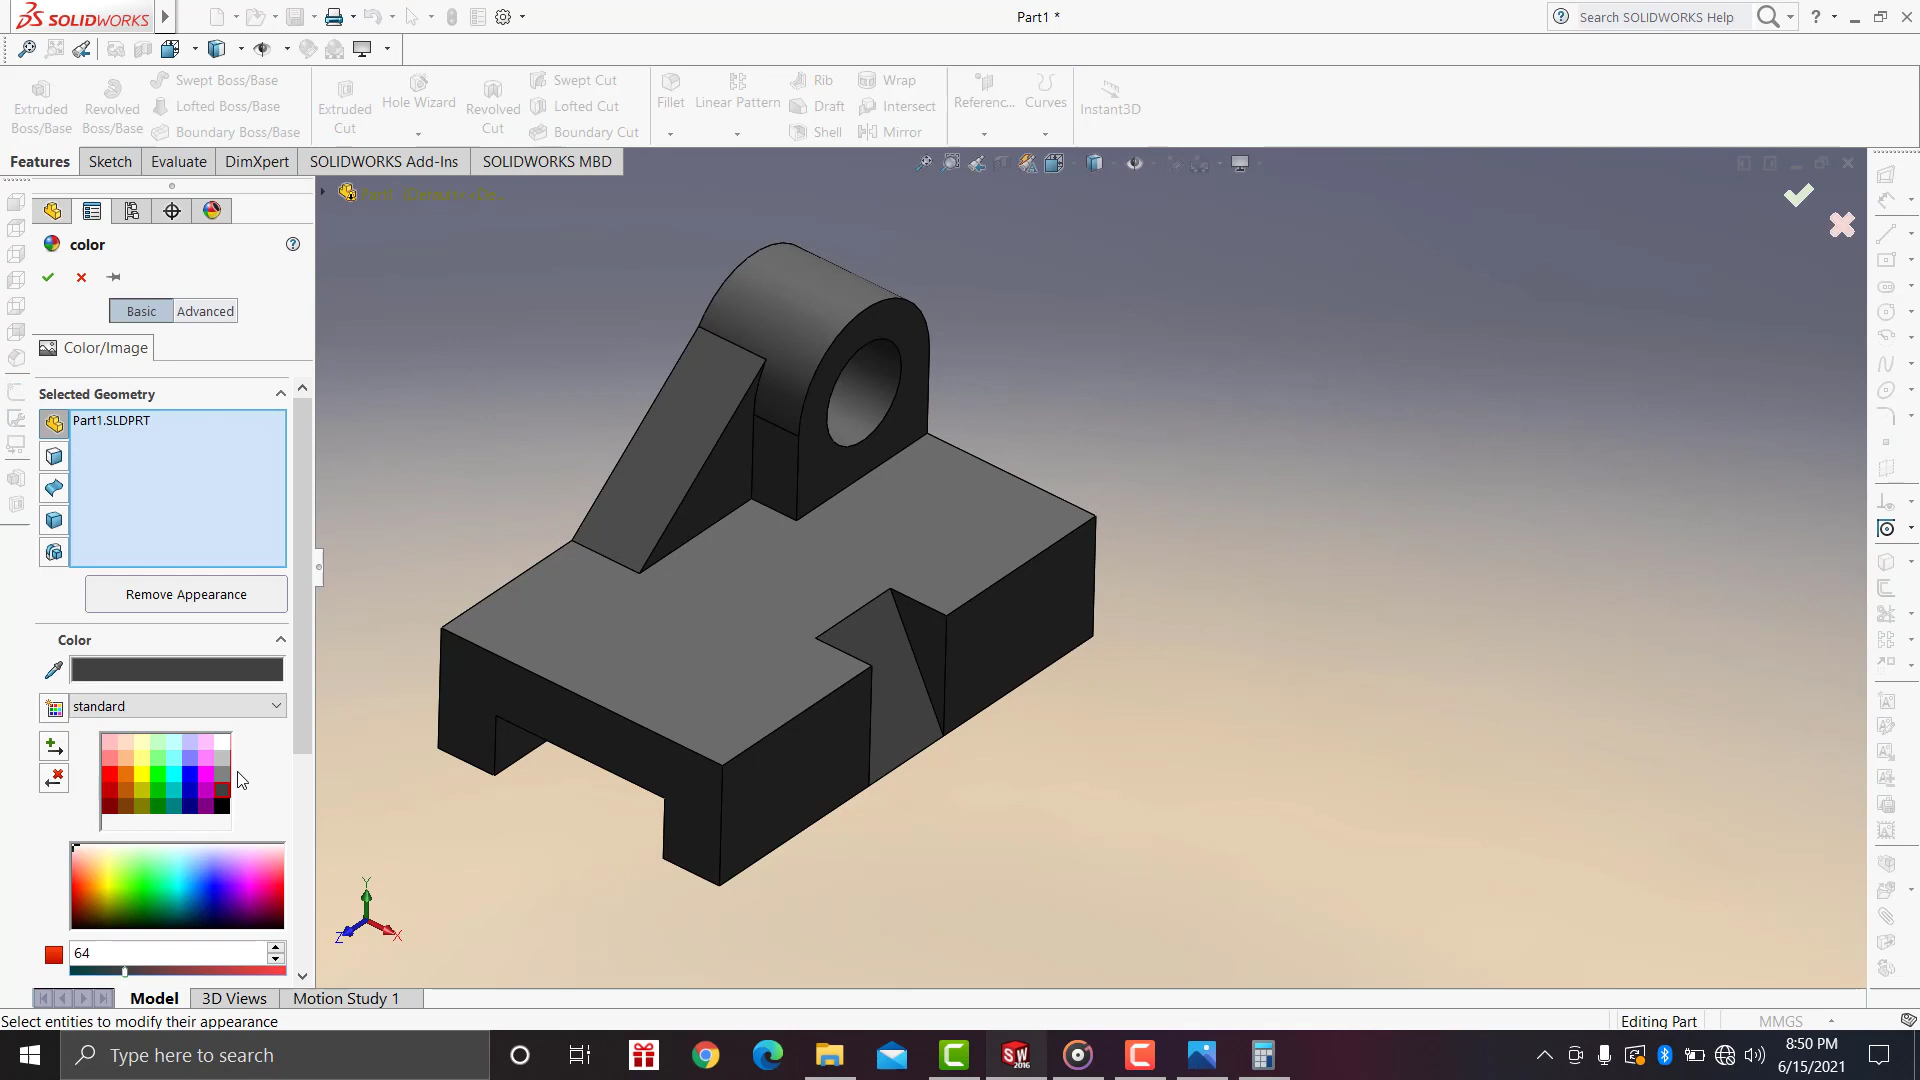 SOLIDWORKS
Part1 *
Search SOLIDWORKS Help
?
Extruded Boss/Base
Revolved Boss/Base
Swept Boss/Base
Lofted Boss/Base
Boundary Boss/Base
Extruded Cut
Hole Wizard
Revolved Cut
Swept Cut
Lofted Cut
Boundary Cut
Fillet
Linear Pattern
Rib
Draft
Shell
Wrap
Intersect
Mirror
Referenc...
Curves
Instant3D
Features
Sketch
Evaluate
DimXpert
SOLIDWORKS Add-Ins
SOLIDWORKS MBD
color
Basic
Advanced
Color/Image
Selected Geometry
Part1.SLDPRT
Remove Appearance
Color
standard
64
Y
Z
X
Model
3D Views
Motion Study 1
Select entities to modify their appearance
Editing Part
MMGS
Type here to search
SW
2016
8:50 PM
6/15/2021